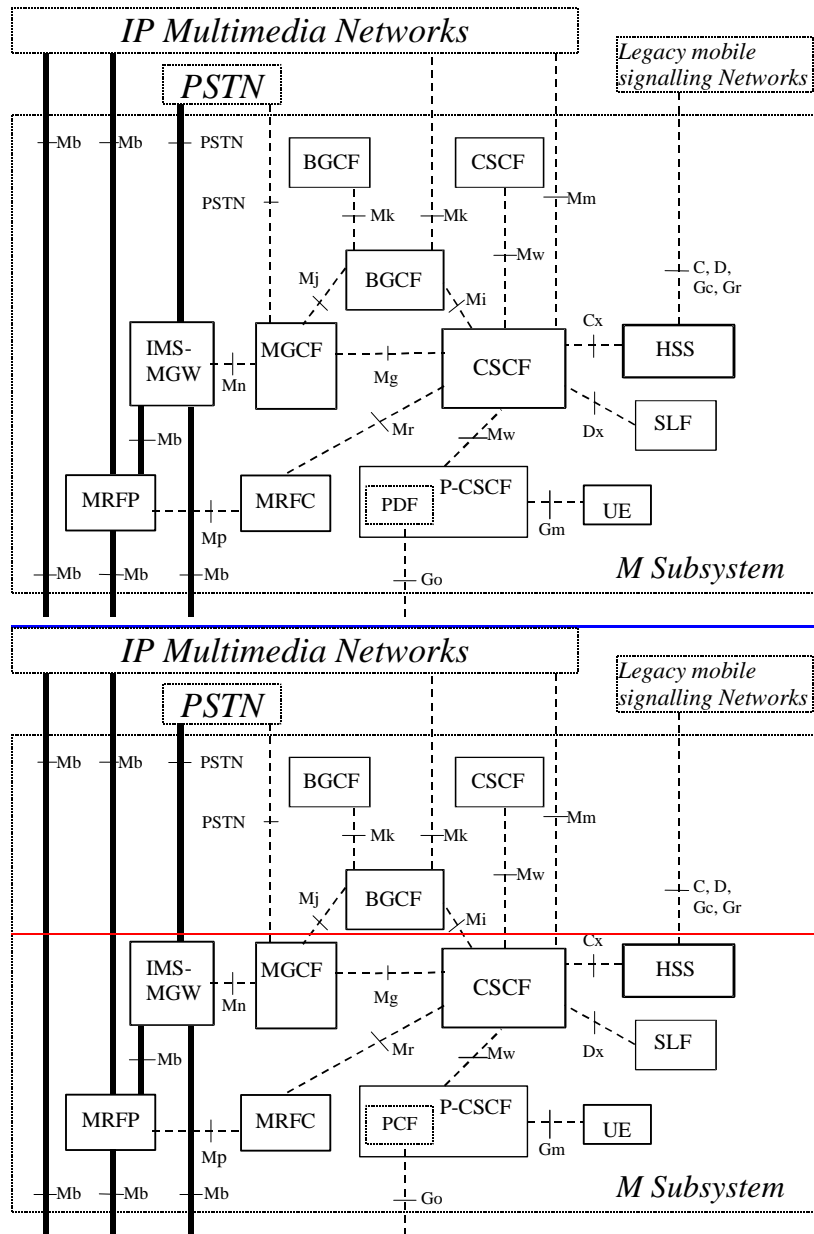 IP Multimedia Networks
Legacy mobile
signalling Networks
PSTN
Mb
Mb
PSTN
BGCF
CSCF
PSTN
Mk
Mk
Mm
Mw
C, D,
Gc, Gr
BGCF
Mj
Mi
Cx
IMS-
MGW
MGCF
CSCF
HSS
Mn
Mg
Mr
Dx
SLF
Mb
Mw
MRFP
MRFC
P-CSCF
PDF
UE
Mp
Gm
Mb
Mb
Mb
Go
M Subsystem
IP Multimedia Networks
Legacy mobile
signalling Networks
PSTN
Mb
Mb
PSTN
BGCF
CSCF
PSTN
Mk
Mk
Mm
Mw
C, D,
Gc, Gr
BGCF
Mj
Mi
Cx
IMS-
MGW
MGCF
CSCF
HSS
Mn
Mg
Mr
Dx
SLF
Mb
Mw
MRFP
MRFC
P-CSCF
PCF
UE
Mp
Gm
Mb
Mb
Mb
Go
M Subsystem